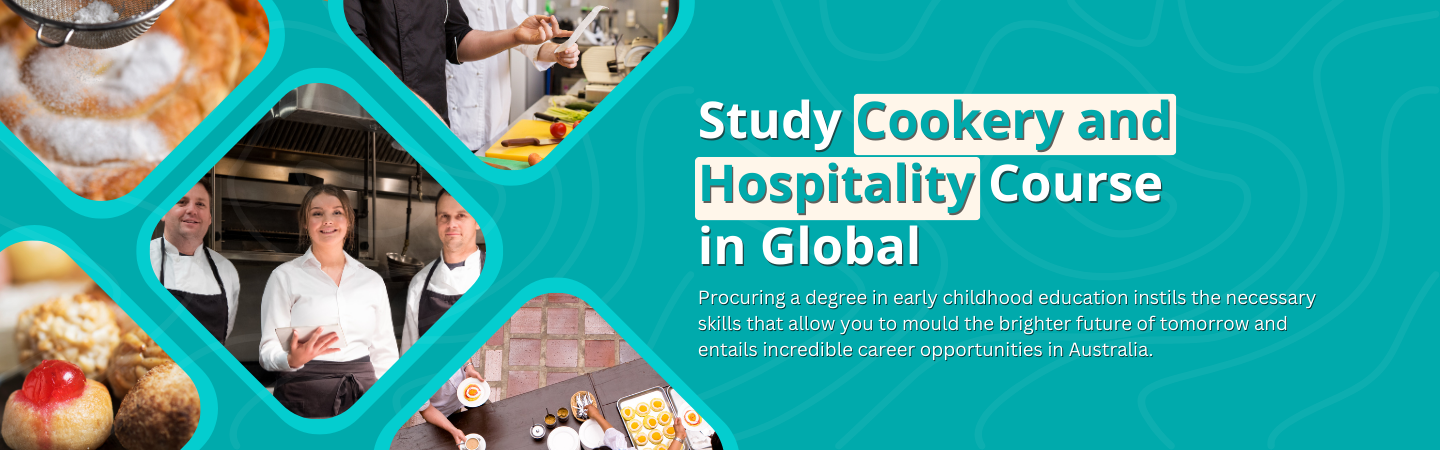 Study Cookery and
Hospitality Course
in Global
Procuring a degree in early childhood education instils the necessary
skills that allow you to mould the brighter future of tomorrow and
entails incredible career opportunities in Australia.